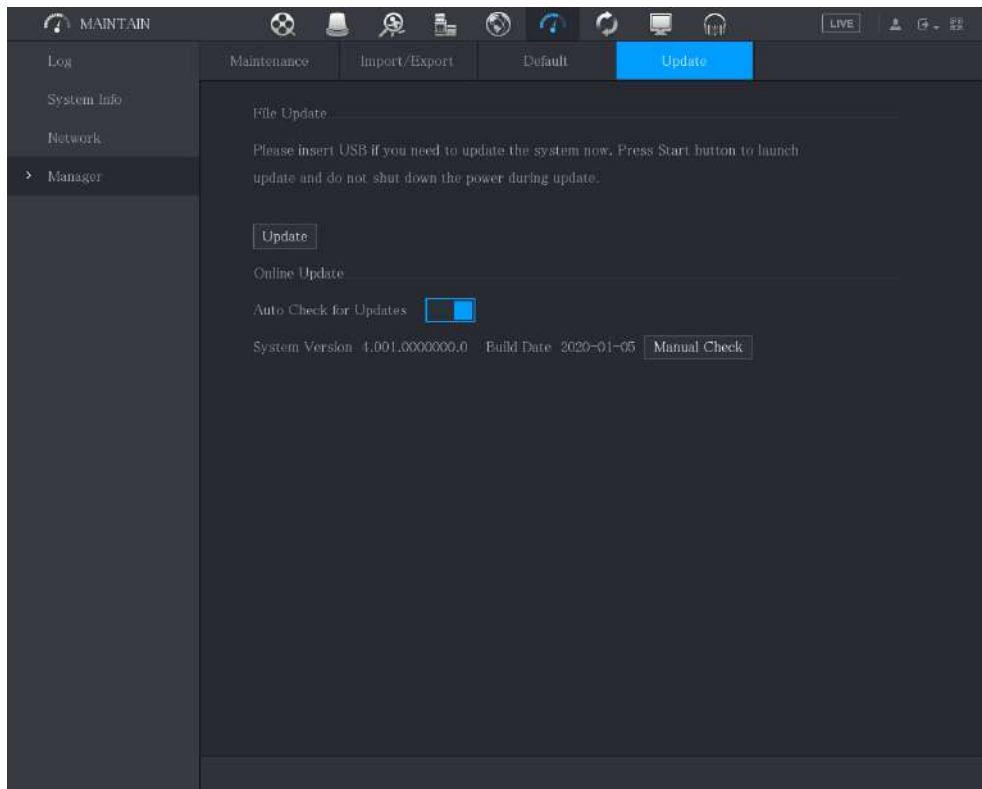 MAINTAIN
LIVE
Log
Maintenance
Import/Export
Default
Update
System Info
File Update
Network
Please insert USB if you need to update the system now. Press Start button to launch
Manager
update and do not shut down the power during update.
Update
Online Update
Auto Check for Updates
System Version 4.001.0000000.0 Build Date 2020-01-05 Manual Check